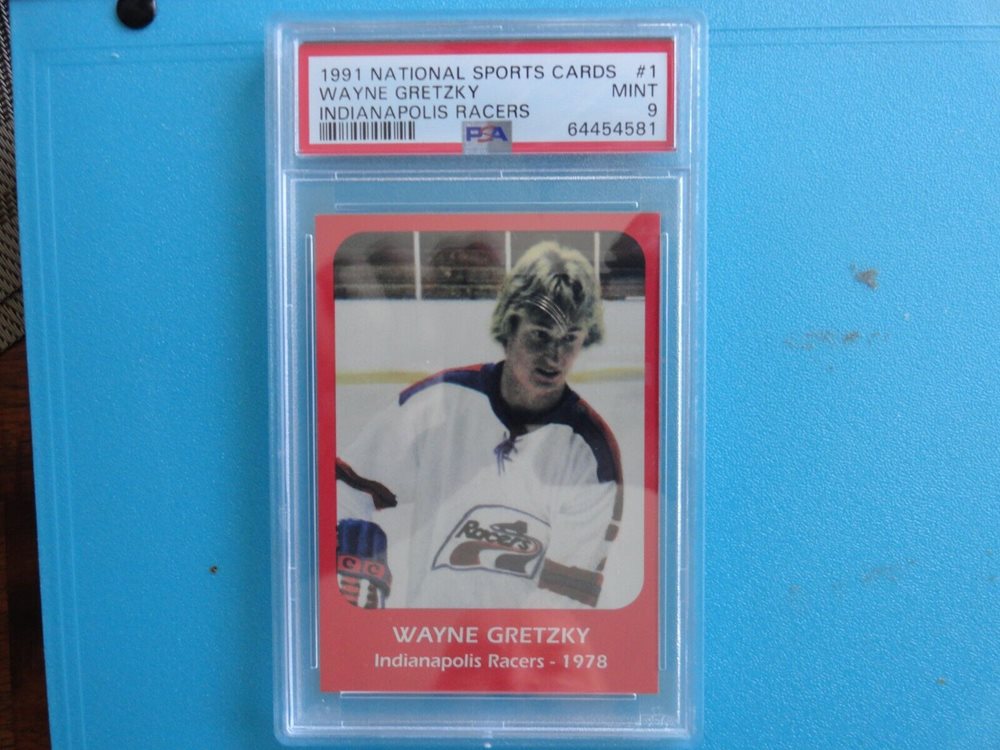 1991 NATIONAL SPORTS CARDS #1
WAYNE GRETZKY MINT
INDIANAPOLIS RACERS 9
PSA 64454581
Racers
C C
WAYNE GRETZKY
Indianapolis Racers - 1978